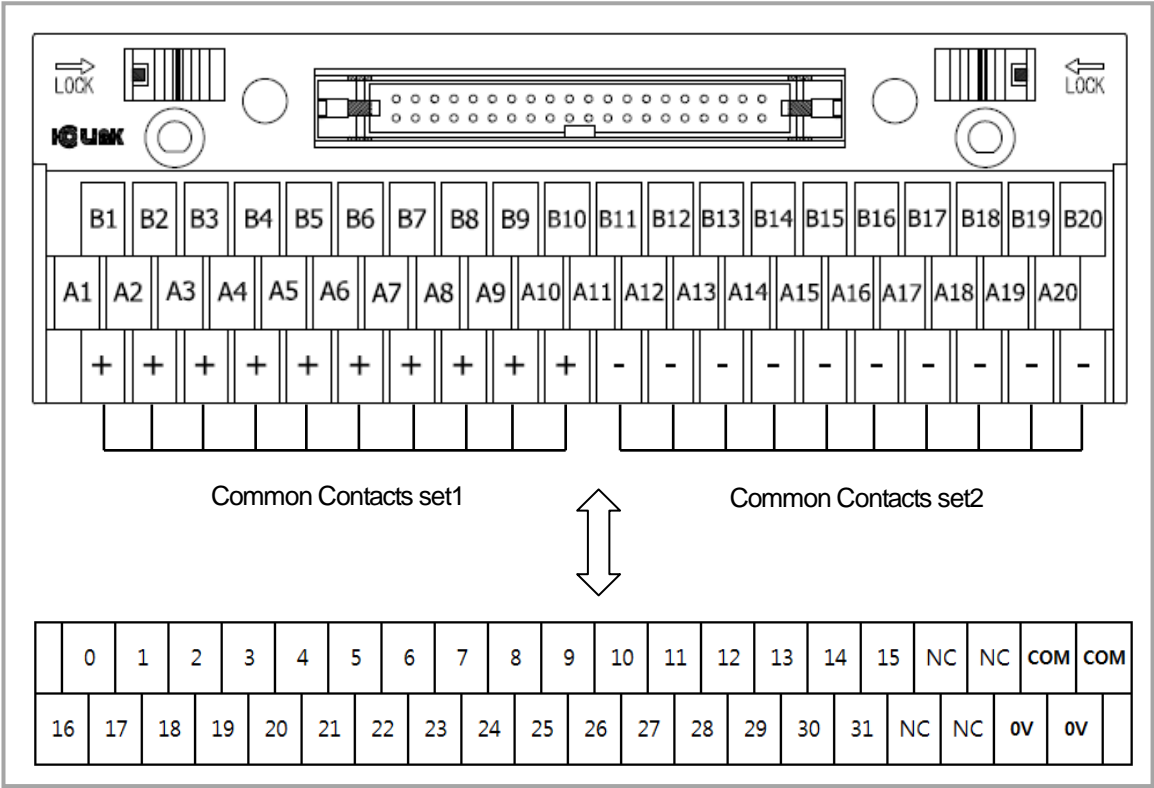 LOCK LOCK
B1 B2 B3 B4 B5 B6 B7 B8 B9 B10 B11 B12 B13 B14 B15 B16 B17 B18 B19 B20
A1 A2 A3 A4 A5 A6 A7 A8 A9 A10 A11 A12 A13 A14 A15 A16 A17 A18 A19 A20
+ + + + + + + + + + - - - - - - - - - -
Common Contacts set1 Common Contacts set2
0 1 2 3 4 5 6 7 8 9 10 11 12 13 14 15 NC NC COM COM
16 17 18 19 20 21 22 23 24 25 26 27 28 29 30 31 NC NC 0V 0V